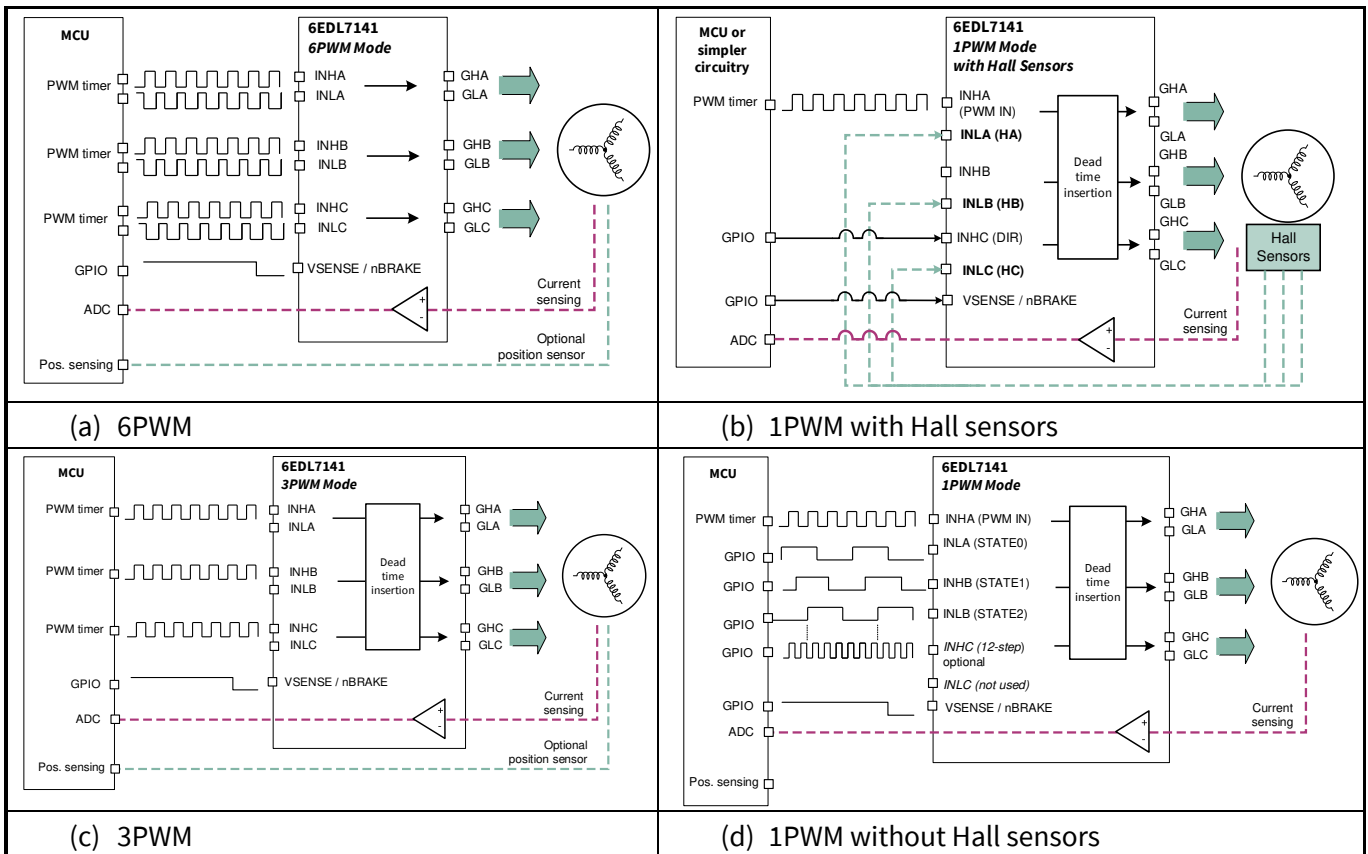 MCU
6EDL7141
6PWM Mode
PWM timer
INHA
INLA
GHA
GLA
PWM timer
INHB
INLB
GHB
GLB
PWM timer
INHC
INLC
GHC
GLC
GPIO
VSENSE / nBRAKE
Current
sensing
ADC
+
-
Optional
position sensor
Pos. sensing
(a) 6PWM
MCU or
simpler
circuitry
6EDL7141
1PWM Mode
with Hall Sensors
PWM timer
INHA
(PWM IN)
INLA (HA)
INHB
INLB (HB)
GPIO
INHC (DIR)
INLC (HC)
GPIO
VSENSE / nBRAKE
ADC
Dead
time
insertion
GHA
GLA
GHB
GLB
GHC
GLC
Hall
Sensors
Current
sensing
+
-
(b) 1PWM with Hall sensors
MCU
6EDL7141
3PWM Mode
PWM timer
INHA
INLA
GHA
GLA
PWM timer
INHB
INLB
Dead
time
insertion
GHB
GLB
PWM timer
INHC
INLC
GHC
GLC
GPIO
VSENSE / nBRAKE
Current
sensing
ADC
+
-
Optional
position sensor
Pos. sensing
(c) 3PWM
MCU
6EDL7141
1PWM Mode
PWM timer
INHA (PWM IN)
GPIO
INLA (STATE0)
GPIO
INHB (STATE1)
GPIO
INLB (STATE2)
GPIO
INHC (12-step)
optional
INLC (not used)
GPIO
VSENSE / nBRAKE
ADC
Dead
time
insertion
GHA
GLA
GHB
GLB
GHC
GLC
Current
sensing
+
-
Pos. sensing
(d) 1PWM without Hall sensors